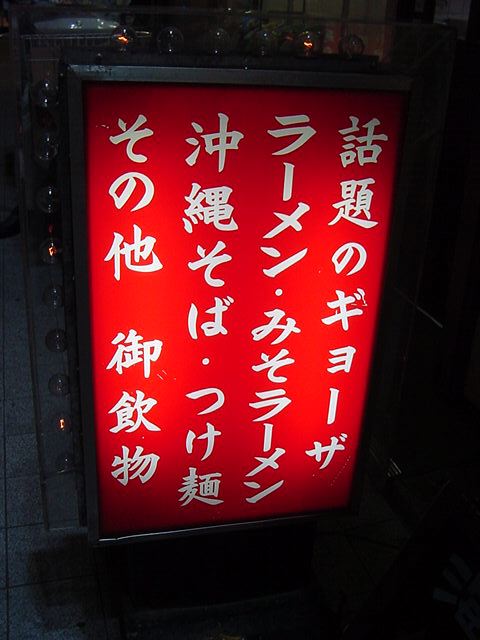 話題のギョーザ
ラーメン・みそラーメン
沖縄そば・つけ麺
その他　御飲物